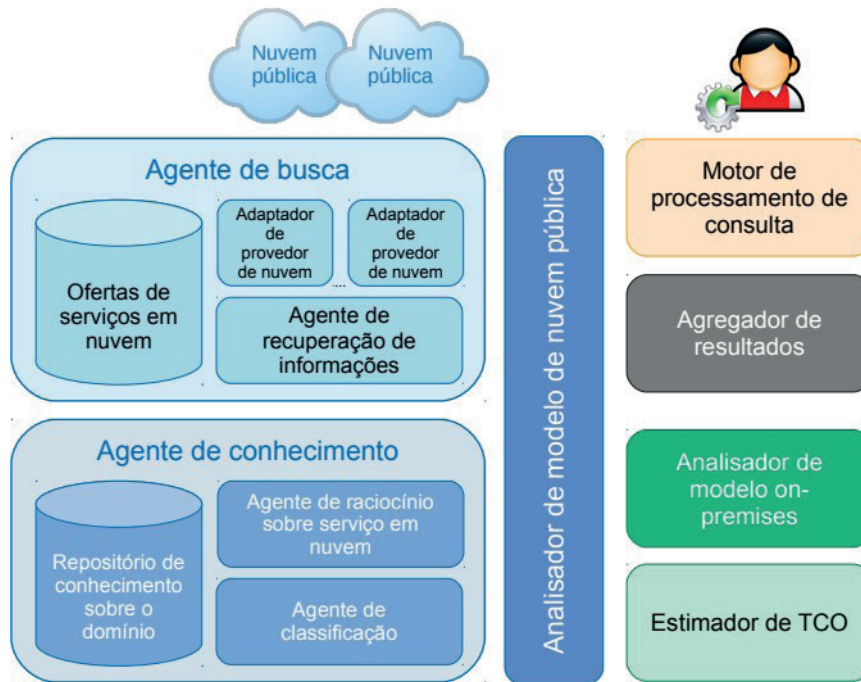 Nuvem
pública
Nuvem
pública
Agente de busca
Ofertas de
serviços em
nuvem
Adaptador
de
provedor
de nuvem
Adaptador
de
provedor
de nuvem
....
Agente de
recuperação de
informações
Agente de conhecimento
Repositório de
conhecimento
sobre o
domínio
Agente de raciocínio
sobre serviço em
nuvem
Agente de
classificação
Analisador de modelo de nuvem pública
Motor de
processamento de
consulta
Agregador de
resultados
Analisador de
modelo on-
premises
Estimador de TCO